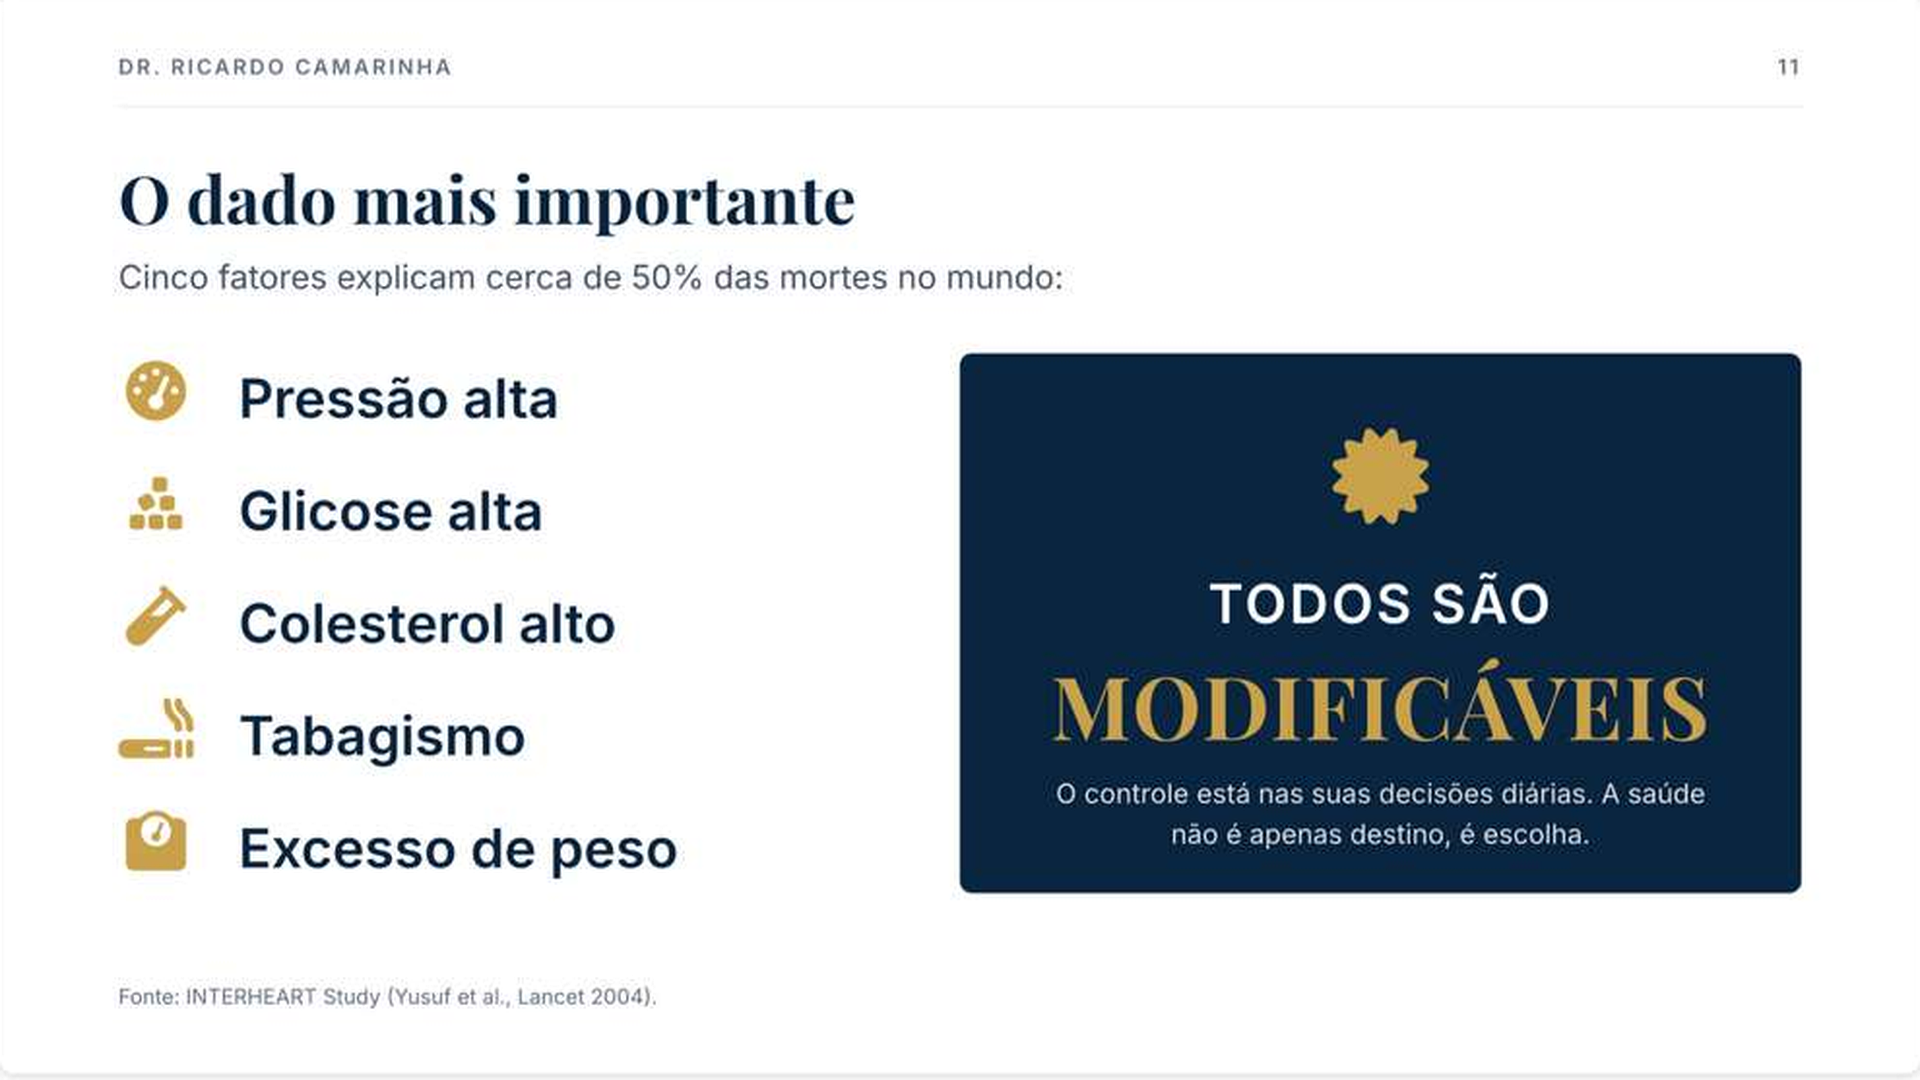 DR. RICARDO CAMARINHA
11
O dado mais importante
Cinco fatores explicam cerca de 50% das mortes no mundo:
Pressão alta
Glicose alta
Colesterol alto
Tabagismo
Excesso de peso
TODOS SÃO
MODIFICÁVEIS
O controle está nas suas decisões diárias. A saúde
não é apenas destino, é escolha.
Fonte: INTERHEART Study (Yusuf et al., Lancet 2004).